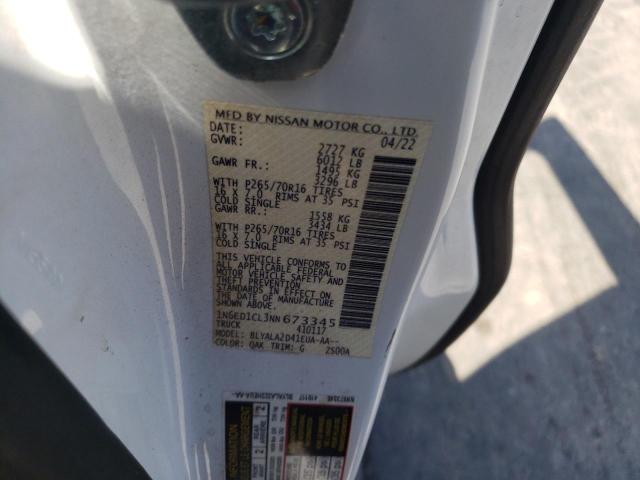 MFD BY NISSAN MOTOR CO., LTD.
DATE: 04/22
GVWR: 2727 KG
6012 LB
GAWR FR.: 1495 KG
3296 LB
WITH P265/70R16 TIRES
16 X 7.0 RIMS AT 35 PSI
COLD SINGLE
GAWR RR.: 1558 KG
3434 LB
WITH P265/70R16 TIRES
16 X 7.0 RIMS AT 35 PSI
COLD SINGLE
THIS VEHICLE CONFORMS TO
ALL APPLICABLE FEDERAL
MOTOR VEHICLE SAFETY AND
THEFT PREVENTION
STANDARDS IN EFFECT ON
THE DATE OF MANUFACTURE
SHOWN ABOVE.
1N6ED1CL3NN673345
TRUCK 410117
MODEL: BLYALA2D41EUA-AA--
COLOR: QAK TRIM: G 2S00A
410117
2
REAR
2